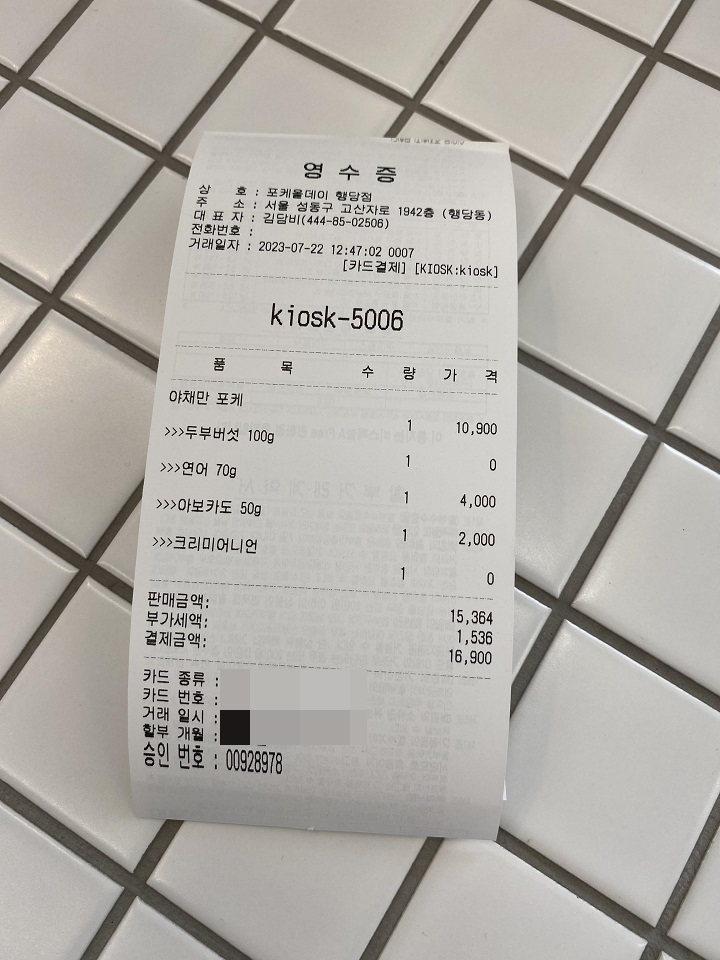 영 수 증
상 호 : 포케올데이 행당점
주 소 : 서울 성동구 고산자로 1942층 (행당동)
대 표 자 : 김담비(444-85-02506)
전화번호 :
거래일자 : 2023-07-22 12:47:02 0007
[카드결제] [KIOSK:kiosk]
kiosk-5006
품 목 수 량 가 격
야채만 포케
1 10,900
>>>두부버섯 100g
1 0
>>>연어 70g
1 4,000
>>>아보카도 50g
1 2,000
>>>크리미어니언
1 0
판매금액: 15,364
부가세액: 1,536
결제금액: 16,900
카드 종류 :
카드 번호 :
거래 일시 :
할부 개월 :
승인 번호 : 00928978